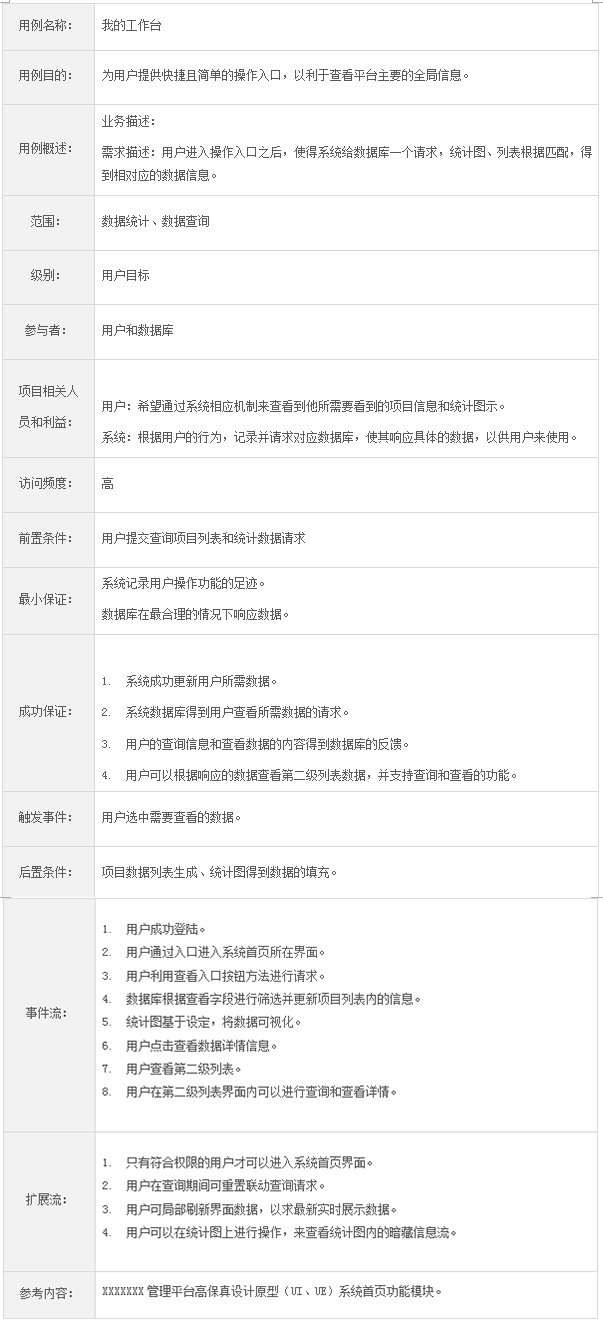 用例名称:
我的工作台
用例目的:
为用户提供快捷且简单的操作入口，以利于查看平台主要的全局信息。
用例概述:
业务描述:
需求描述: 用户进入操作入口之后，使得系统给数据库一个请求，统计图、列表根据匹配，得
到相对应的数据信息。
范围:
数据统计、数据查询
级别:
用户目标
参与者:
用户和数据库
项目相关人
员和利益:
用户: 希望通过系统相应机制来查看到他所需要看到的项目信息和统计图示。
系统: 根据用户的行为，记录并请求对应数据库，使其响应具体的数据，以供用户来使用。
访问频度:
高
前置条件:
用户提交查询项目列表和统计数据请求
最小保证:
系统记录用户操作功能的足迹。
数据库在最合理的情况下响应数据。
成功保证:
1. 系统成功更新用户所需数据。
2. 系统数据库得到用户查看所需数据的请求。
3. 用户的查询信息和查看数据的内容得到数据库的反馈。
4. 用户可以根据响应的数据查看第二级列表数据，并支持查询和查看的功能。
触发事件:
用户选中需要查看的数据。
后置条件:
项目数据列表生成、统计图得到数据的填充。
事件流:
1. 用户成功登陆。
2. 用户通过入口进入系统首页所在界面。
3. 用户利用查看入口按钮方法进行请求。
4. 数据库根据查看字段进行筛选并更新项目列表内的信息。
5. 统计图基于设定，将数据可视化。
6. 用户点击查看数据详情信息。
7. 用户查看第二级列表。
8. 用户在第二级列表界面内可以进行查询和查看详情。
扩展流:
1. 只有符合权限的用户才可以进入系统首页界面。
2. 用户在查询期间可重置联动查询请求。
3. 用户可局部刷新界面数据，以求最新实时展示数据。
4. 用户可以在统计图上进行操作，来查看统计图内的暗藏信息流。
参考内容:
XXXXXXX 管理平台高保真设计原型（UI、UE）系统首页功能模块。